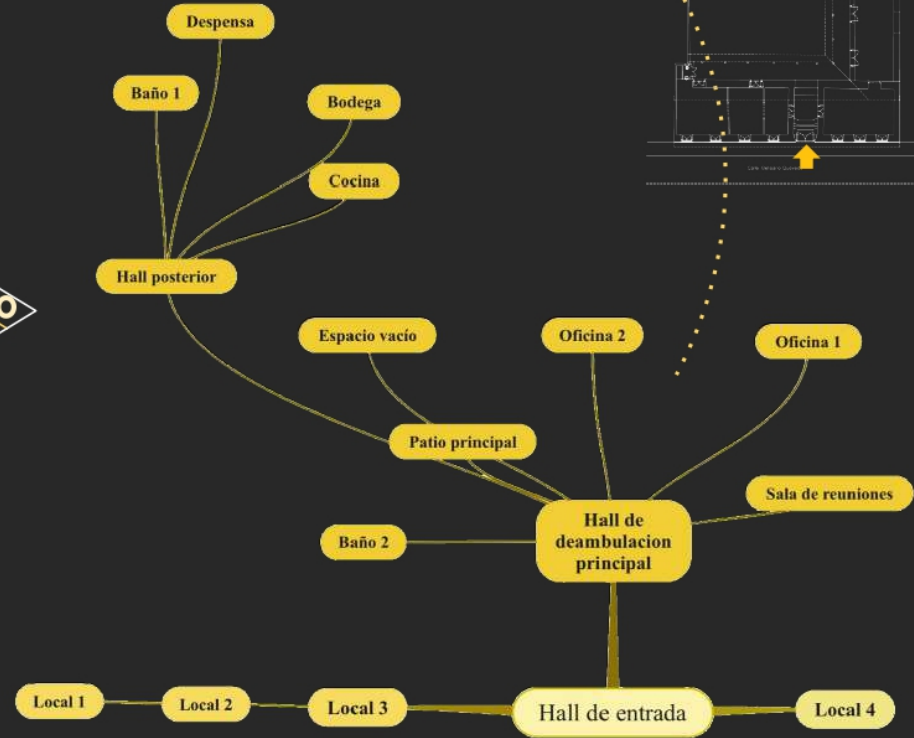 Despensa
Baño 1
Bodega
Cocina
Hall posterior
O
Espacio vacío
Oficina 2
Oficina 1
Patio principal
Sala de reuniones
Hall de
deambulacion
principal
Baño 2
Local 1
Local 2
Local 3
Hall de entrada
Local 4